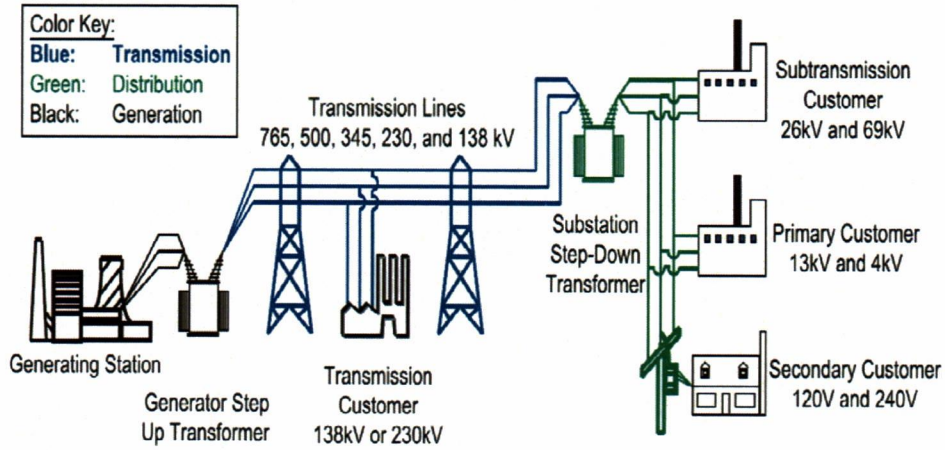 Color Key:
Blue: Transmission
Green: Distribution
Black: Generation
Transmission Lines
765, 500, 345, 230, and 138 kV
Subtransmission
Customer
26kV and 69kV
Substation
Step-Down
Transformer
Primary Customer
13kV and 4kV
Generating Station
Generator Step
Up Transformer
Transmission
Customer
138kV or 230kV
Secondary Customer
120V and 240V